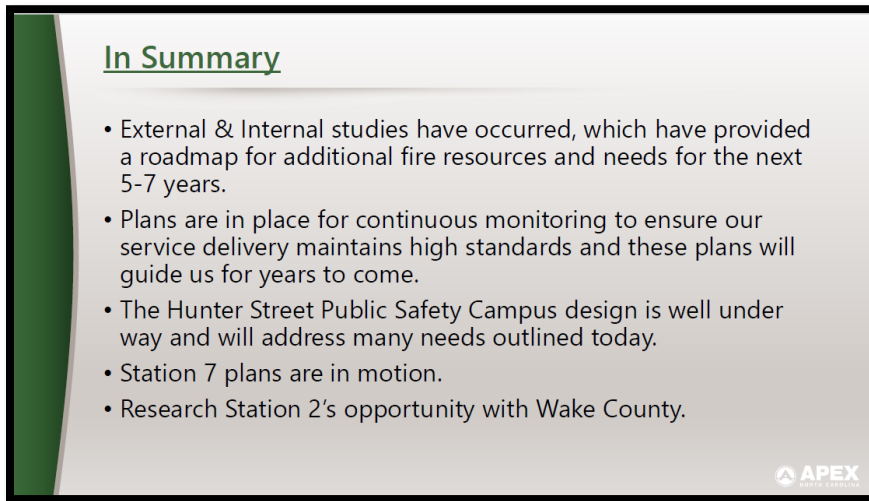 In Summary
• External & Internal studies have occurred, which have provided
a roadmap for additional fire resources and needs for the next
5-7 years.
• Plans are in place for continuous monitoring to ensure our
service delivery maintains high standards and these plans will
guide us for years to come.
• The Hunter Street Public Safety Campus design is well under
way and will address many needs outlined today.
• Station 7 plans are in motion.
• Research Station 2’s opportunity with Wake County.
APEX
NORTH CAROLINA